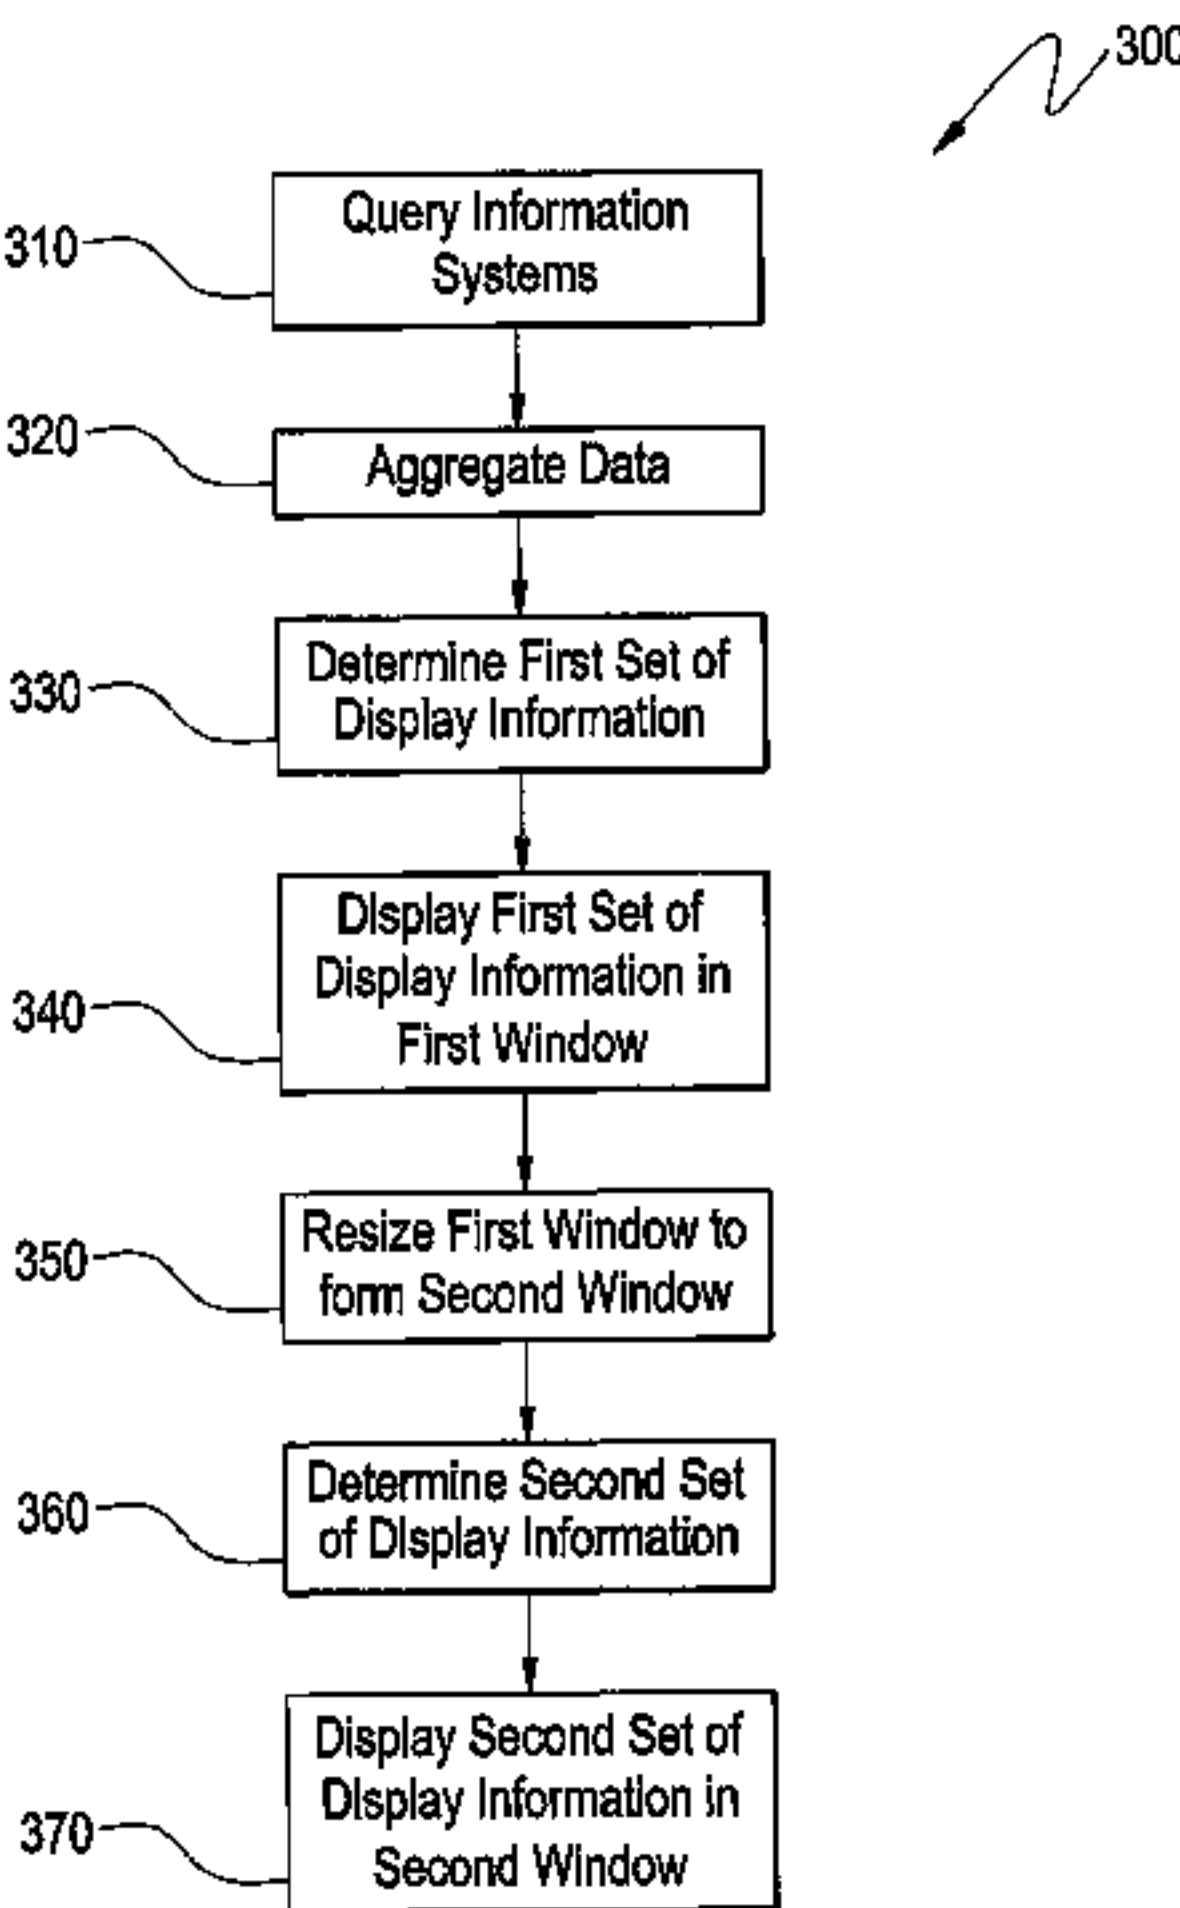 300
310
Query Information
Systems
320
Aggregate Data
330
Determine First Set of
Display Information
340
Display First Set of
Display Information in
First Window
350
Resize First Window to
form Second Window
360
Determine Second Set
of Display Information
370
Display Second Set of
Display Information in
Second Window